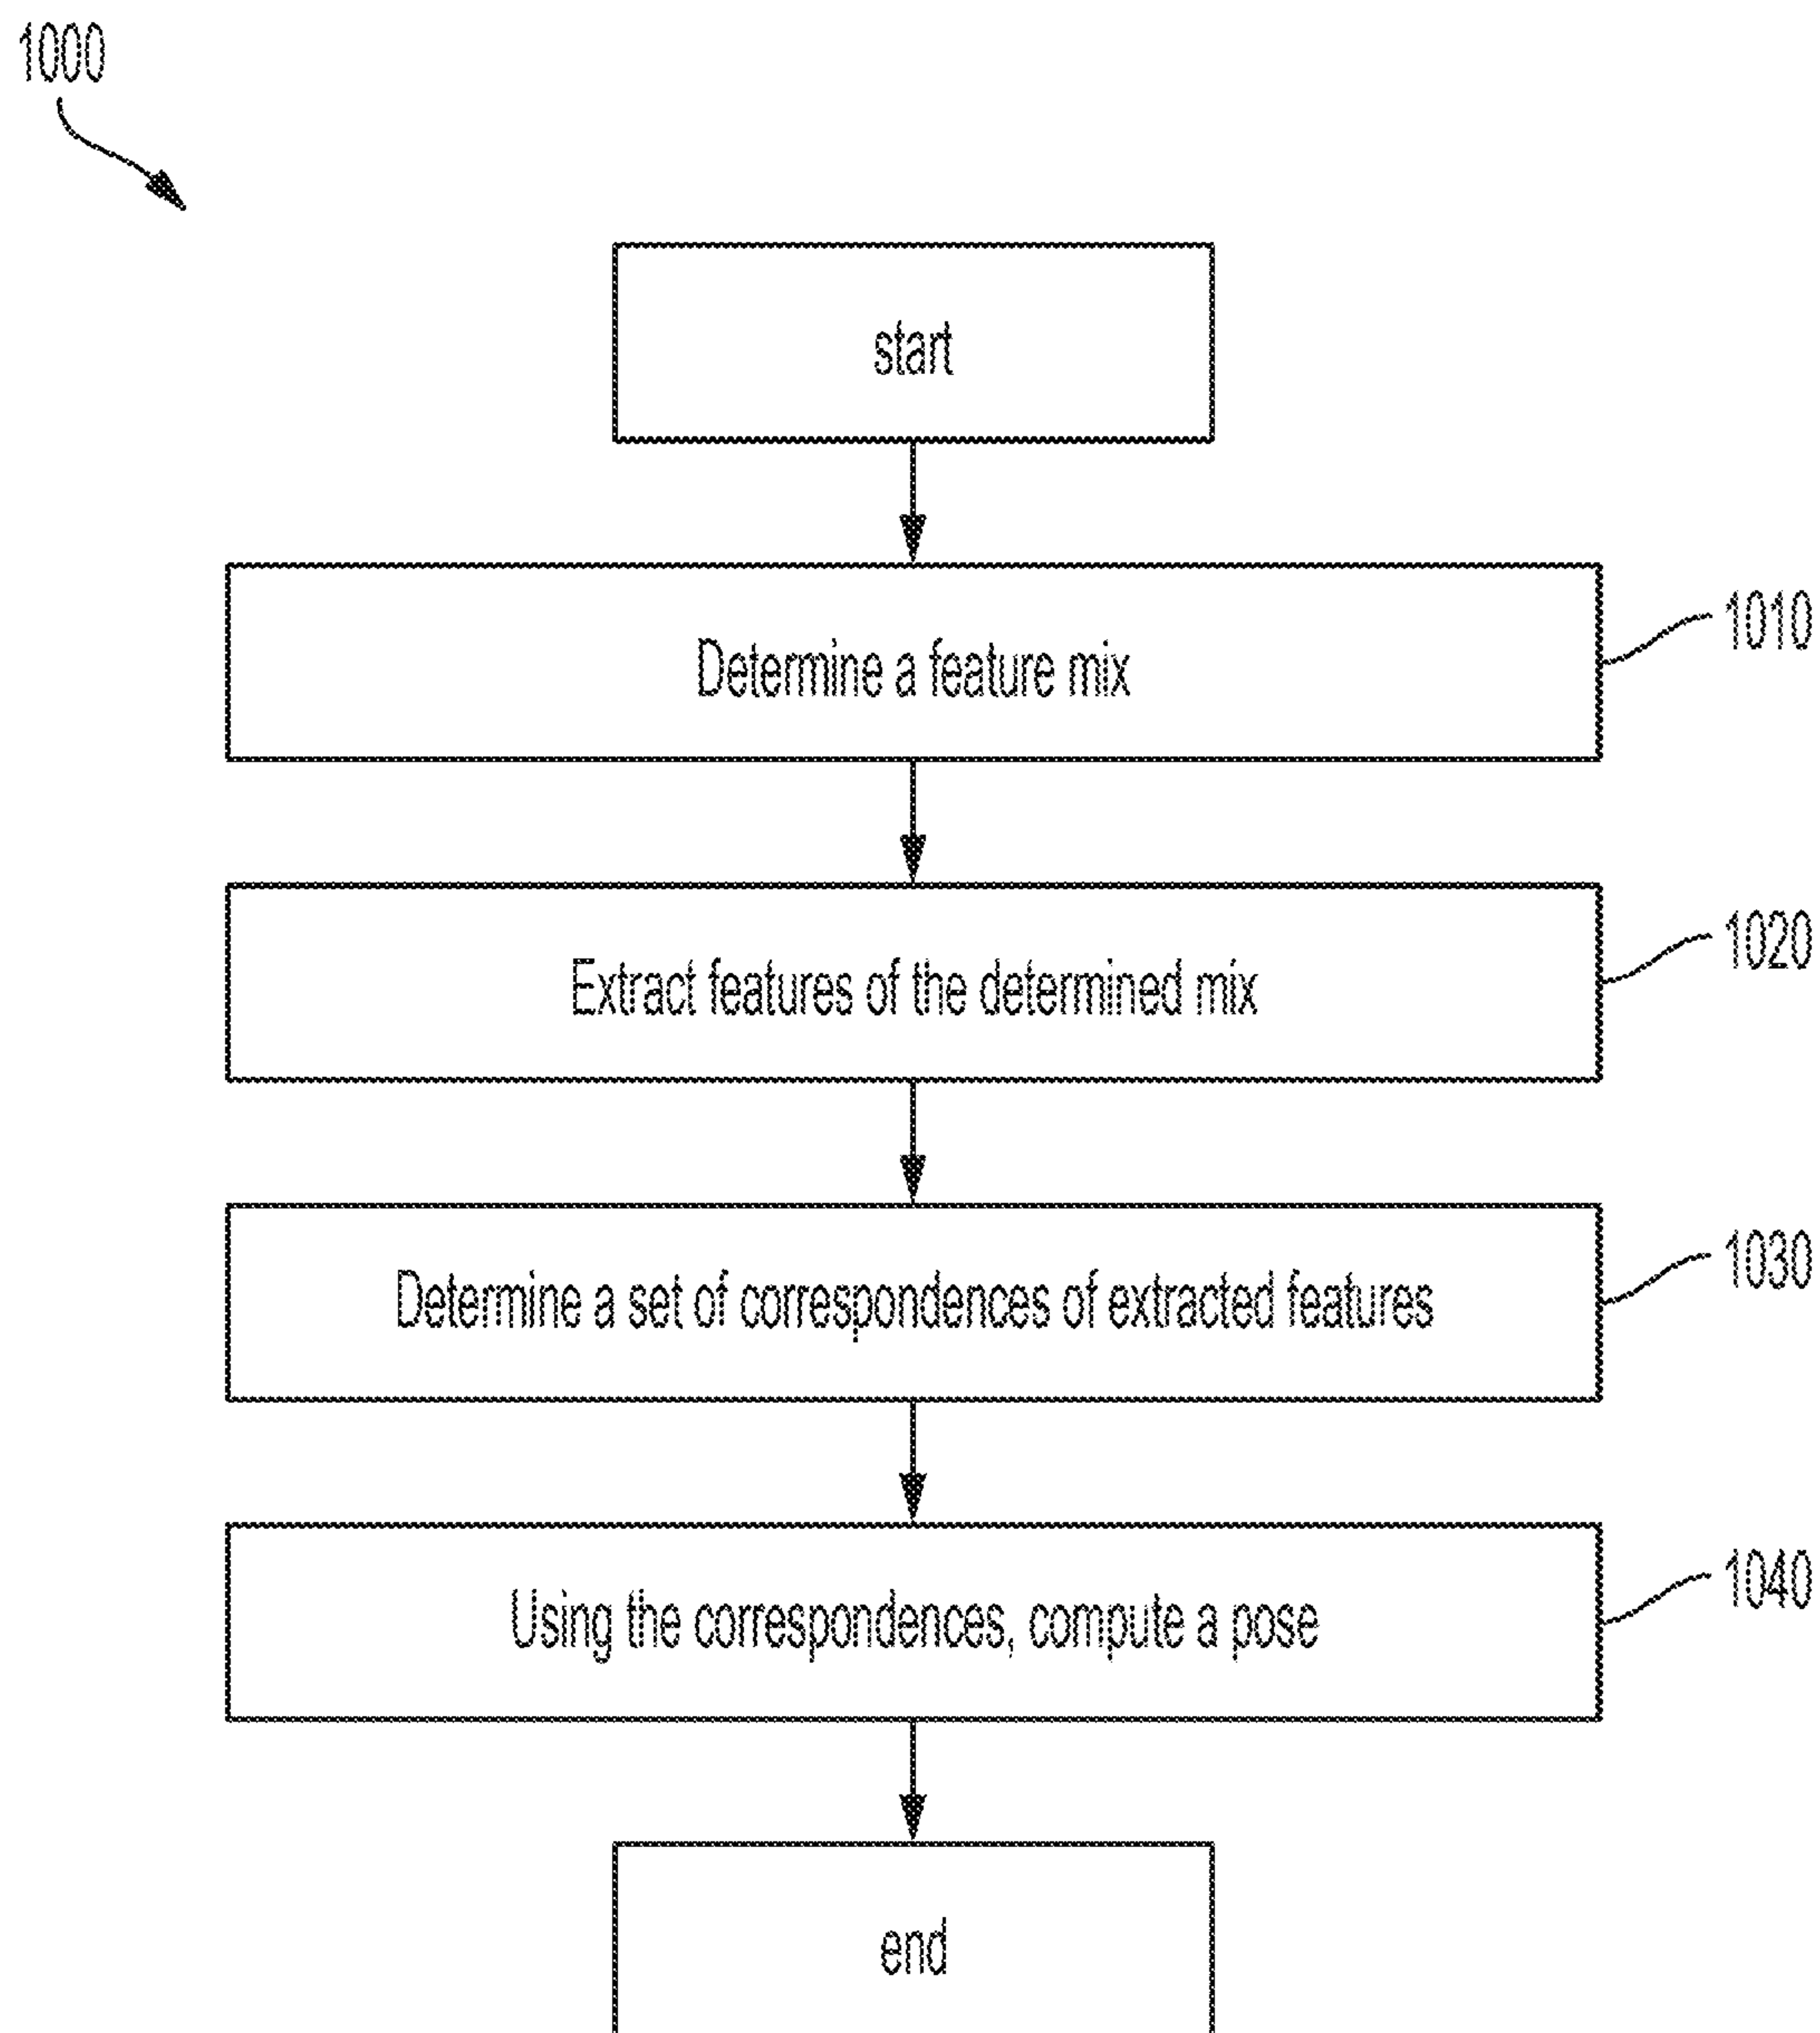 1000
start
Determine a feature mix
1010
Extract features of the determined mix
1020
Determine a set of correspondences of extracted features
1030
Using the correspondences, compute a pose
1040
end